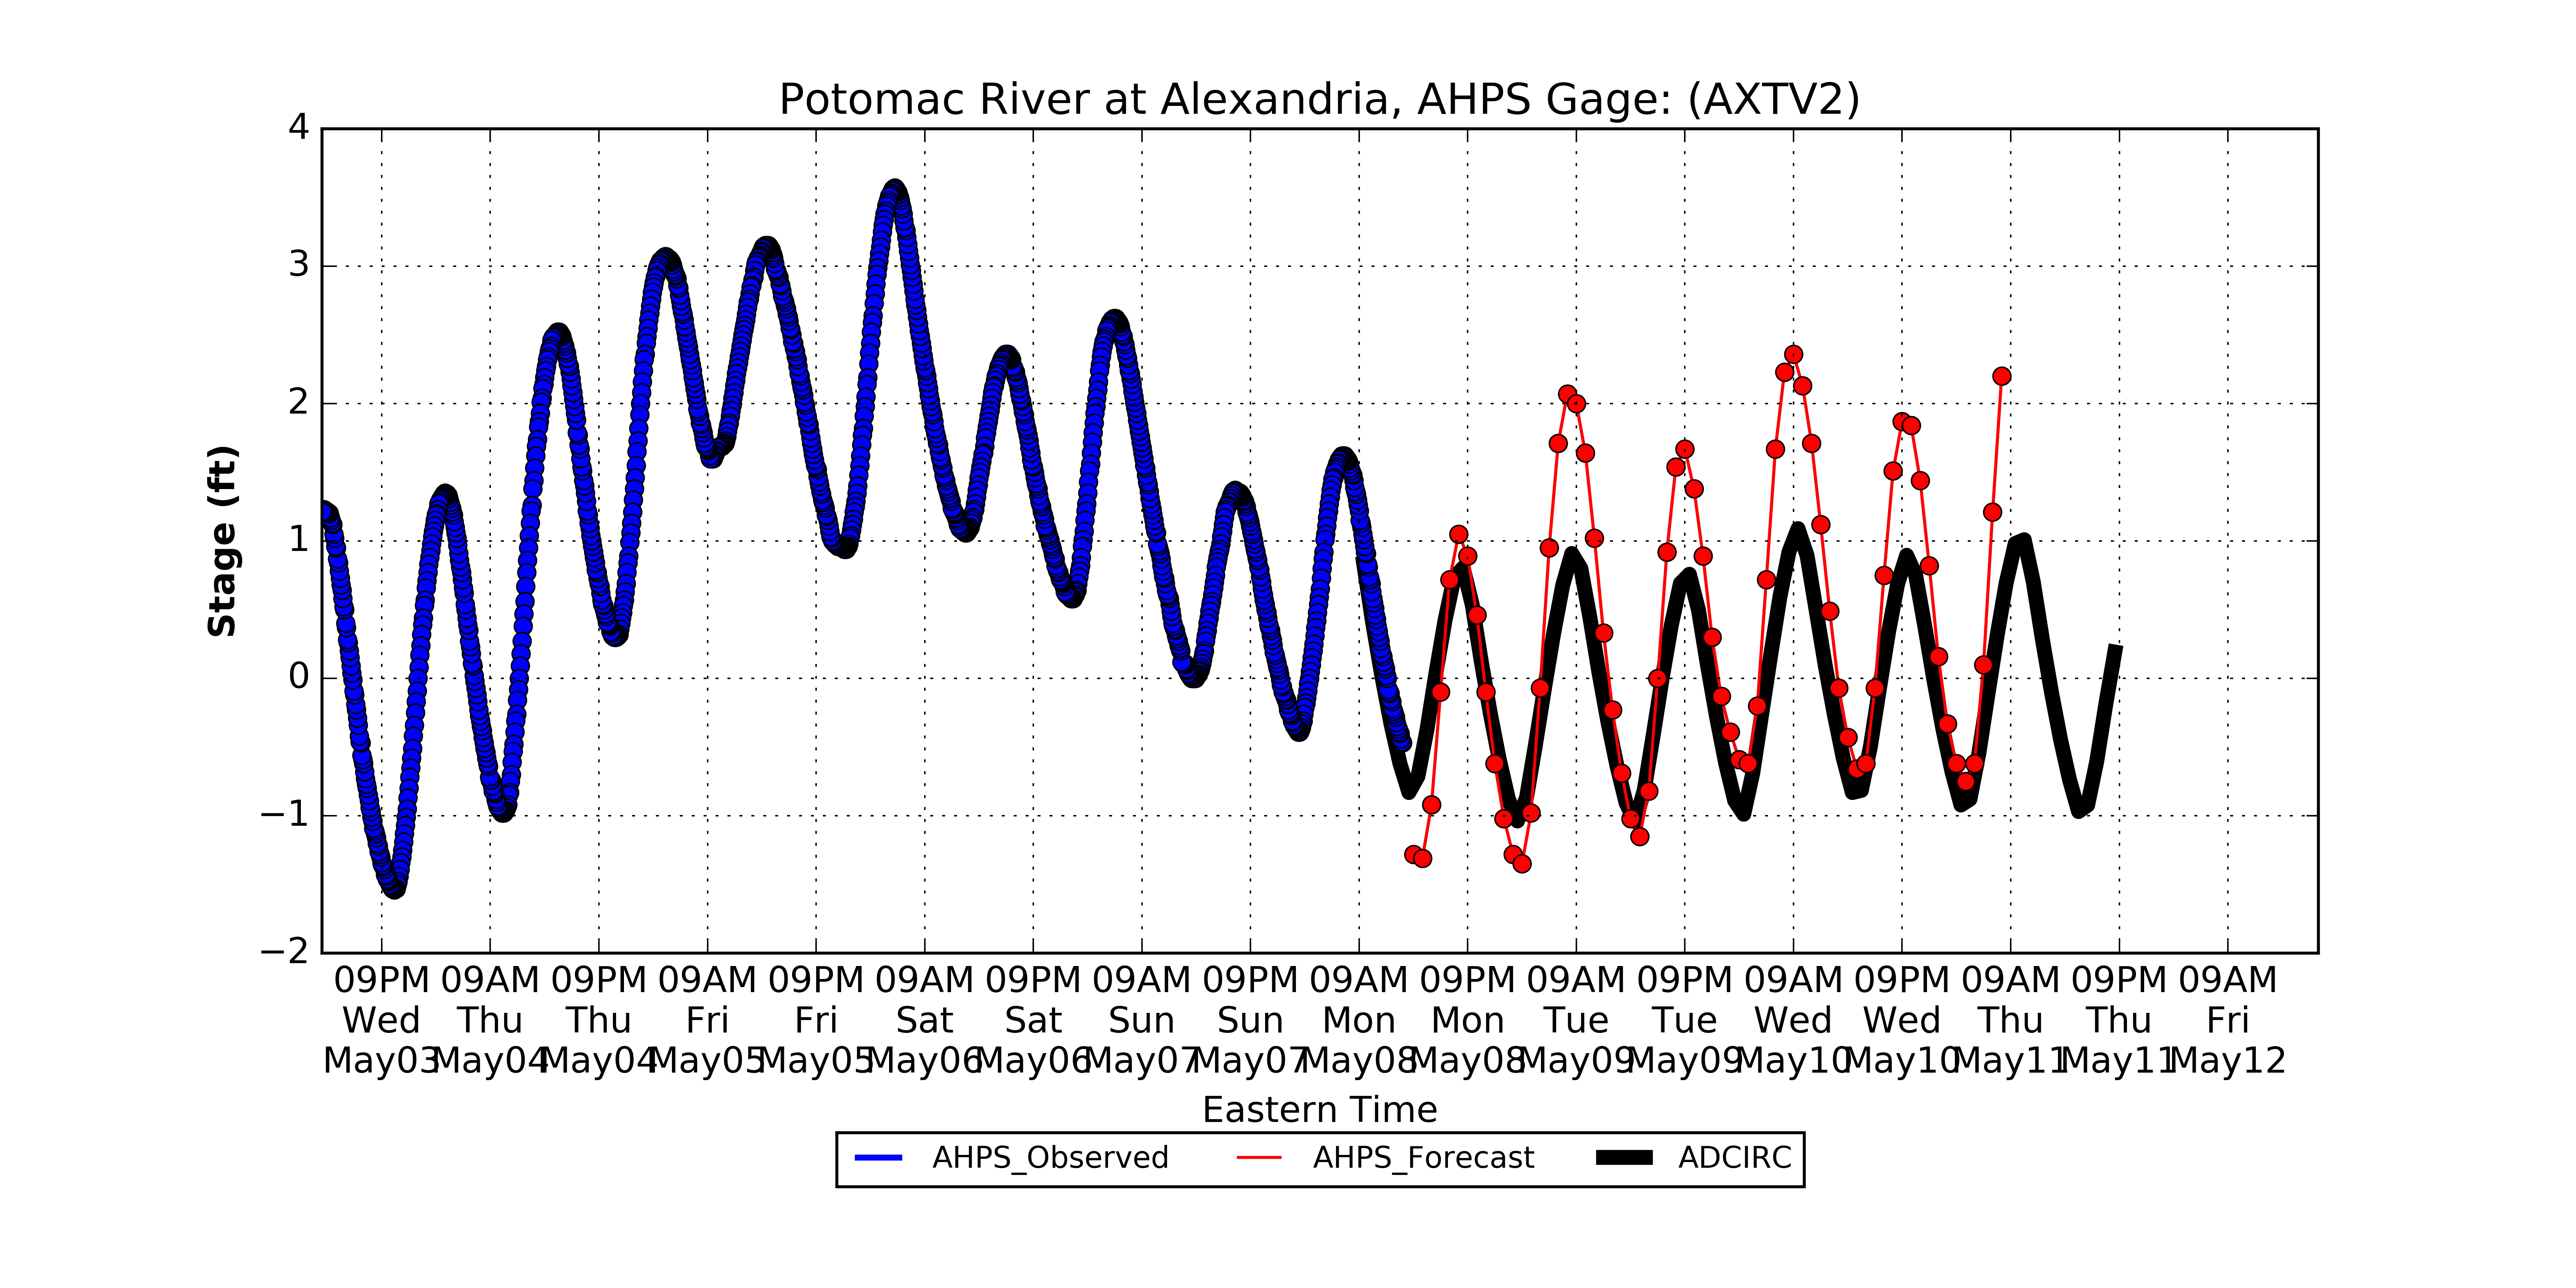 Potomac River at Alexandria, AHPS Gage: (AXTV2)
Stage (ft)
4
3
2
1
0
−1
−2
09PM 09AM 09PM 09AM 09PM 09AM 09PM 09AM 09PM 09AM 09PM 09AM 09PM 09AM 09PM 09AM 09PM 09AM
Wed Thu Thu Fri Fri Sat Sat Sun Sun Mon Mon Tue Tue Wed Wed Thu Thu Fri
May03 May04 May04 May05 May05 May06 May06 May07 May07 May08 May08 May09 May09 May10 May10 May11 May11 May12
Eastern Time
AHPS_Observed AHPS_Forecast ADCIRC